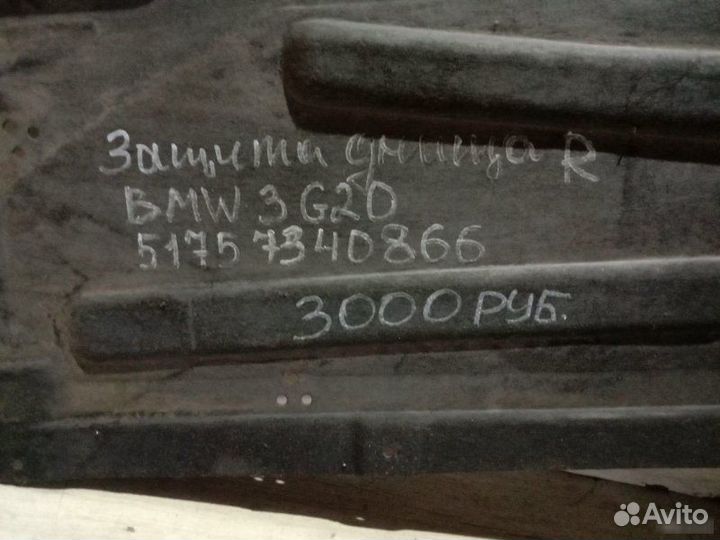 Защита днища R
BMW 3 G20
51757340866
3000 РУБ.
Avito